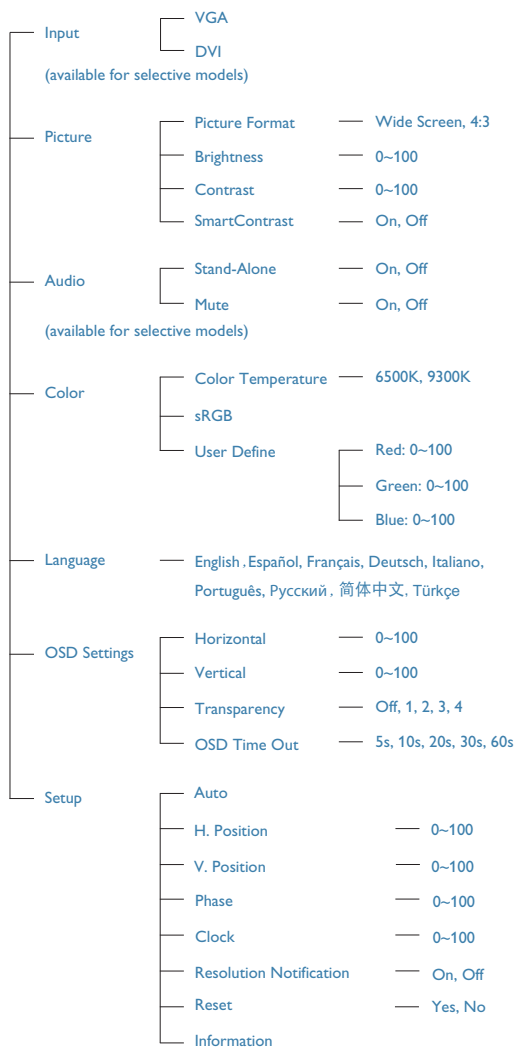 VGA
Input
DVI
(available for selective models)
Picture Format Wide Screen, 4:3
Picture
Brightness 0~100
Contrast 0~100
SmartContrast On, Off
Stand-Alone On, Off
Audio
Mute On, Off
(available for selective models)
Color Temperature 6500K, 9300K
Color
sRGB
User Define Red: 0~100
Green: 0~100
Blue: 0~100
Language English, Español, Français, Deutsch, Italiano,
Português, Русский, 简体中文, Türkçe
Horizontal 0~100
OSD Settings
Vertical 0~100
Transparency Off, 1, 2, 3, 4
OSD Time Out 5s, 10s, 20s, 30s, 60s
Auto
Setup
H. Position 0~100
V. Position 0~100
Phase 0~100
Clock 0~100
Resolution Notification On, Off
Reset Yes, No
Information